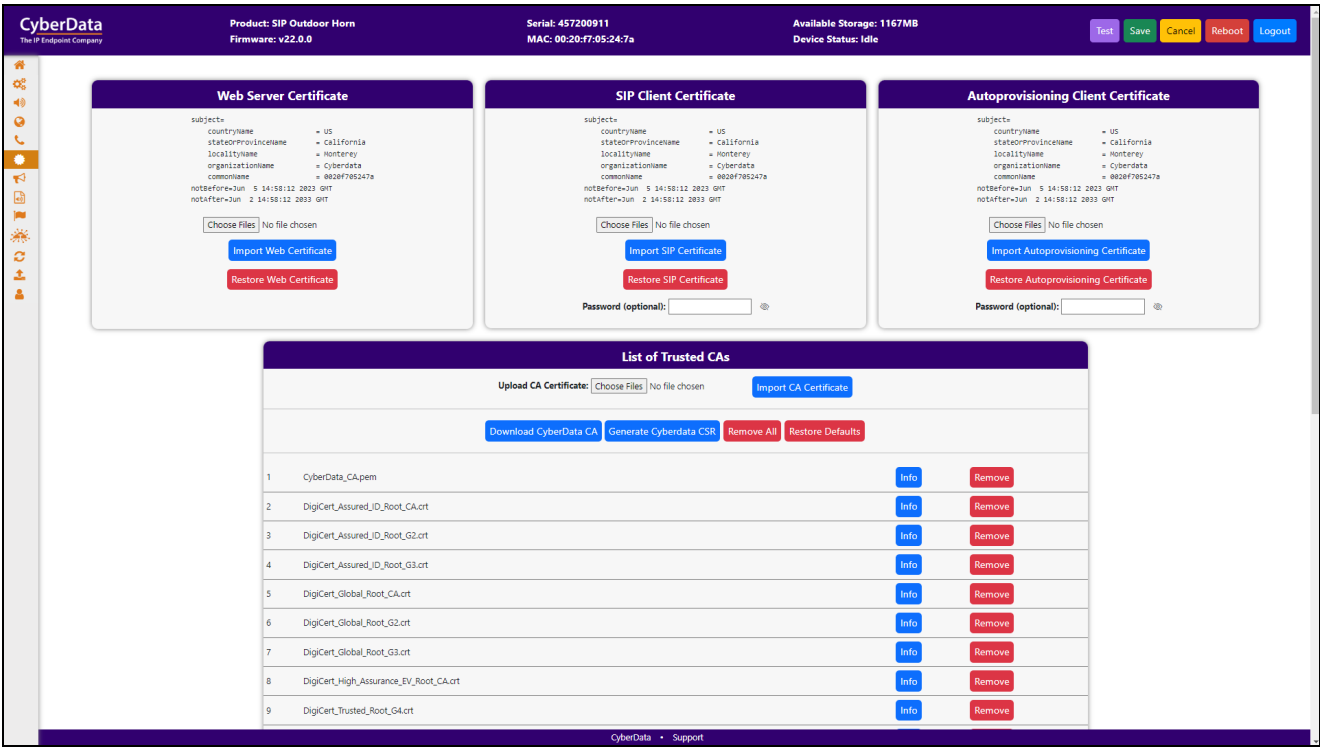 CyberData
The IP Endpoint Company
Product: SIP Outdoor Horn
Firmware: v22.0.0
Serial: 457200911
MAC: 00:20:f7:05:24:7a
Available Storage: 1167MB
Device Status: Idle
Test Save Cancel Reboot Logout
Web Server Certificate
subject=
countryName = US
stateOrProvinceName = California
localityName = Monterey
organizationName = Cyberdata
commonName = 0020f705247a
notBefore=Jun 5 14:58:12 2023 GMT
notAfter=Jun 2 14:58:12 2033 GMT
Choose Files No file chosen
Import Web Certificate
Restore Web Certificate
SIP Client Certificate
subject=
countryName = US
stateOrProvinceName = California
localityName = Monterey
organizationName = Cyberdata
commonName = 0020f705247a
notBefore=Jun 5 14:58:12 2023 GMT
notAfter=Jun 2 14:58:12 2033 GMT
Choose Files No file chosen
Import SIP Certificate
Restore SIP Certificate
Password (optional):
Autoprovisioning Client Certificate
subject=
countryName = US
stateOrProvinceName = California
localityName = Monterey
organizationName = Cyberdata
commonName = 0020f705247a
notBefore=Jun 5 14:58:12 2023 GMT
notAfter=Jun 2 14:58:12 2033 GMT
Choose Files No file chosen
Import Autoprovisioning Certificate
Restore Autoprovisioning Certificate
Password (optional):
List of Trusted CAs
Upload CA Certificate: Choose Files No file chosen Import CA Certificate
Download CyberData CA Generate Cyberdata CSR Remove All Restore Defaults
1 CyberData_CA.pem Info Remove
2 DigiCert_Assured_ID_Root_CA.crt Info Remove
3 DigiCert_Assured_ID_Root_G2.crt Info Remove
4 DigiCert_Assured_ID_Root_G3.crt Info Remove
5 DigiCert_Global_Root_CA.crt Info Remove
6 DigiCert_Global_Root_G2.crt Info Remove
7 DigiCert_Global_Root_G3.crt Info Remove
8 DigiCert_High_Assurance_EV_Root_CA.crt Info Remove
9 DigiCert_Trusted_Root_G4.crt Info Remove
CyberData • Support